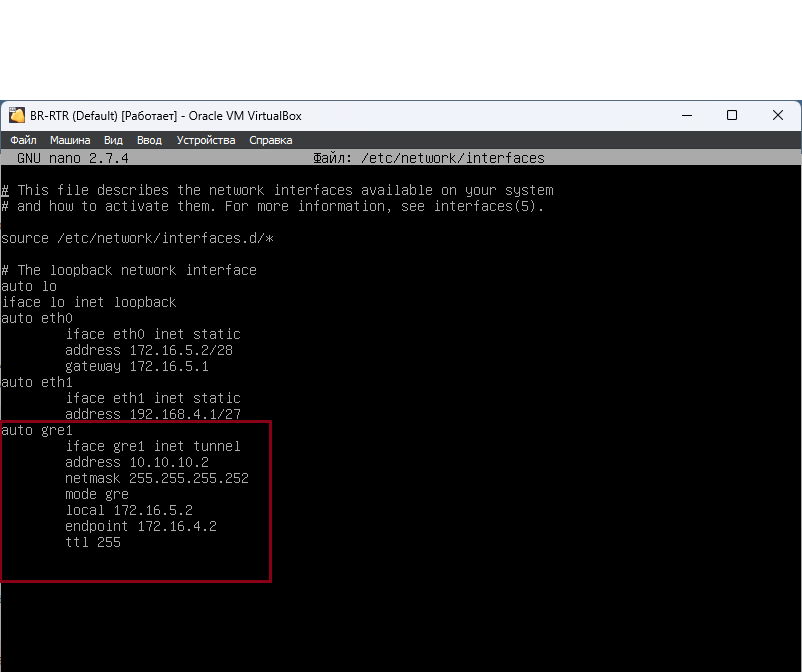 BR-RTR (Default) [Работает] - Oracle VM VirtualBox
Файл Машина Вид Ввод Устройства Справка
GNU nano 2.7.4 Файл: /etc/network/interfaces
# This file describes the network interfaces available on your system
# and how to activate them. For more information, see interfaces(5).
source /etc/network/interfaces.d/*
# The loopback network interface
auto lo
iface lo inet loopback
auto eth0
iface eth0 inet static
address 172.16.5.2/28
gateway 172.16.5.1
auto eth1
iface eth1 inet static
address 192.168.4.1/27
auto gre1
iface gre1 inet tunnel
address 10.10.10.2
netmask 255.255.255.252
mode gre
local 172.16.5.2
endpoint 172.16.4.2
ttl 255